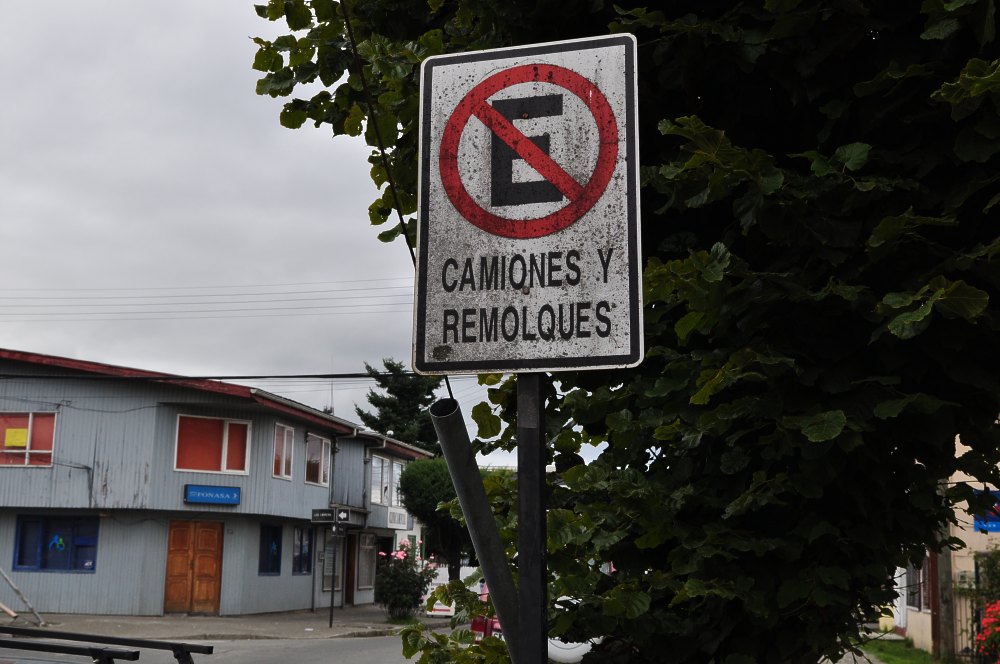 E
CAMIONES Y
REMOLQUES
FONASA